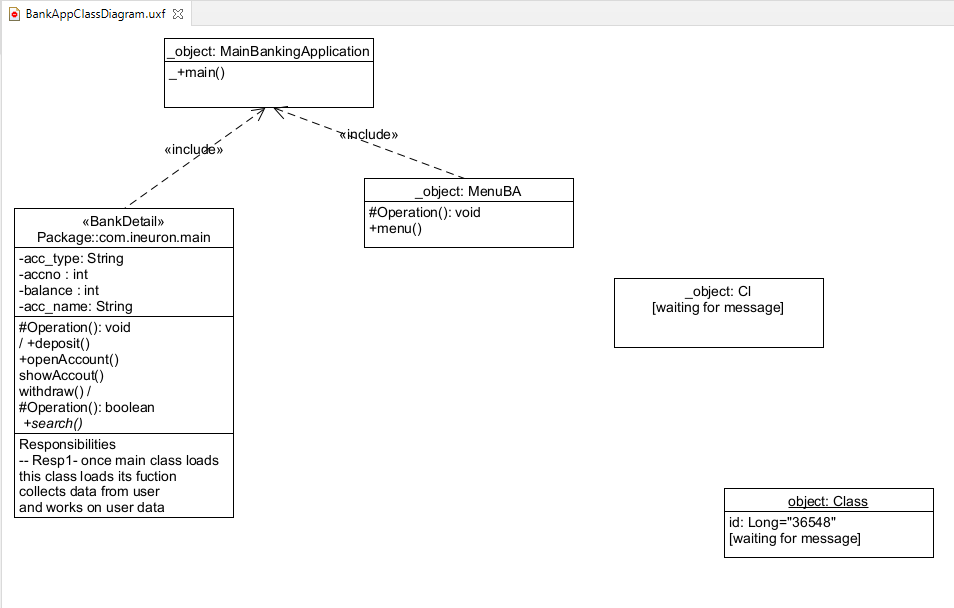 BankAppClassDiagram.uxf
_object: MainBankingApplication
_+main()
«include»
«include»
_object: MenuBA
#Operation(): void
+menu()
«BankDetail»
Package::com.ineuron.main
-acc_type: String
-accno : int
-balance : int
-acc_name: String
#Operation(): void
/ +deposit()
+openAccount()
showAccout()
withdraw() /
#Operation(): boolean
+search()
Responsibilities
-- Resp1- once main class loads
this class loads its fuction
collects data from user
and works on user data
_object: Cl
[waiting for message]
object: Class
id: Long="36548"
[waiting for message]